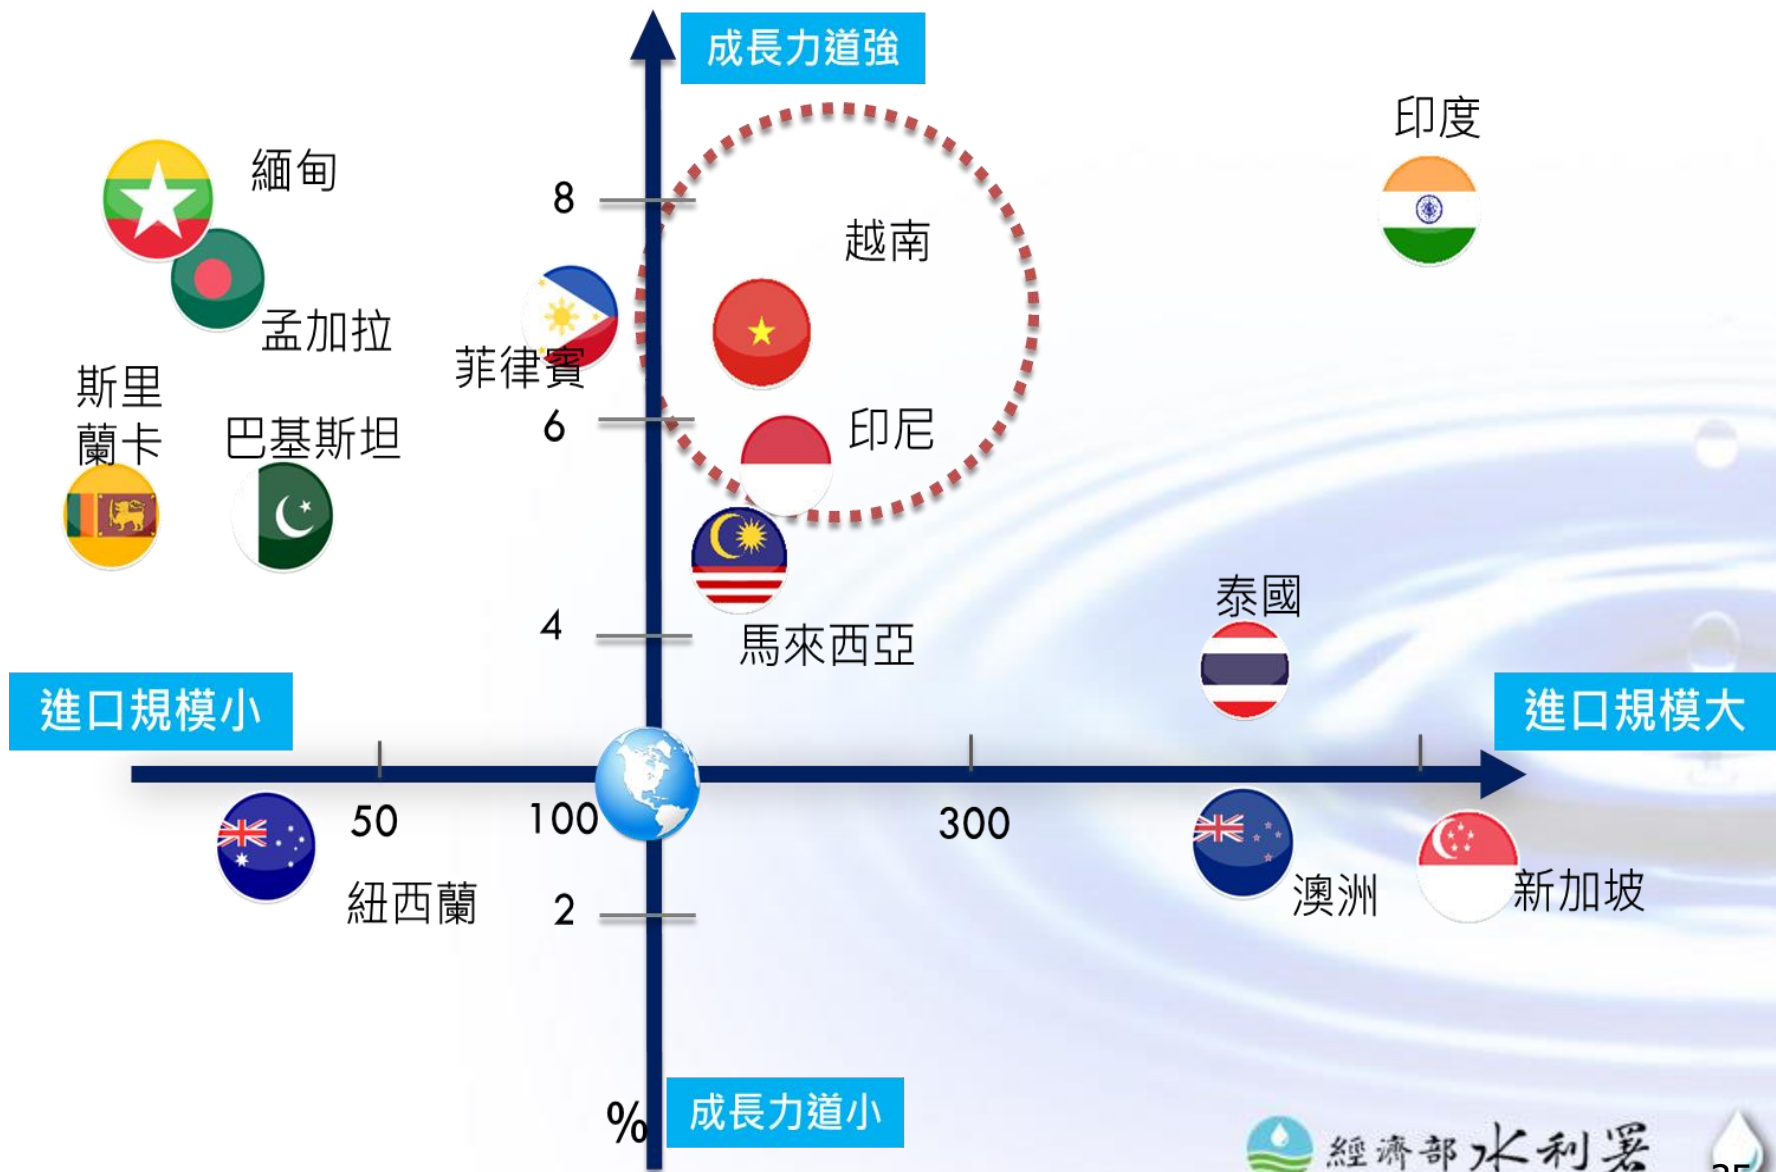 成長力道強
印度
緬甸
8
越南
孟加拉
菲律賓
斯里
蘭卡
巴基斯坦
6
印尼
泰國
4
馬來西亞
進口規模小
進口規模大
50
100
300
紐西蘭
2
澳洲
新加坡
%
成長力道小
經濟部水利署